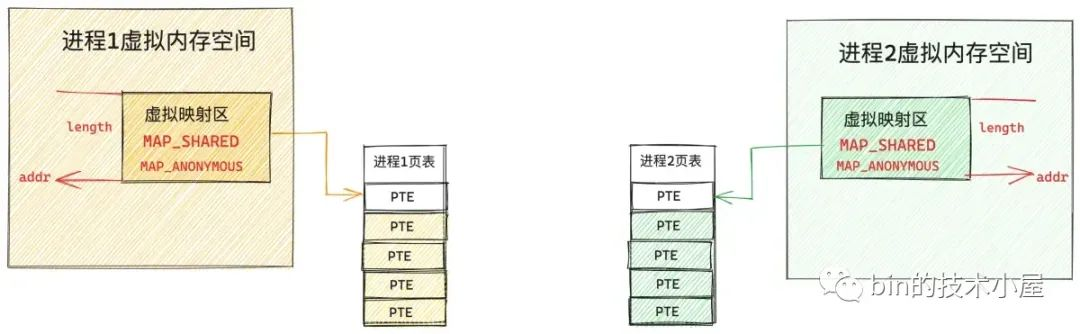 进程1虚拟内存空间
虚拟映射区
MAP_SHARED
MAP_ANONYMOUS
length
addr
进程1页表
PTE
PTE
PTE
PTE
PTE
进程2虚拟内存空间
虚拟映射区
MAP_SHARED
MAP_ANONYMOUS
length
addr
进程2页表
PTE
PTE
PTE
PTE
PTE
bin的技术小屋